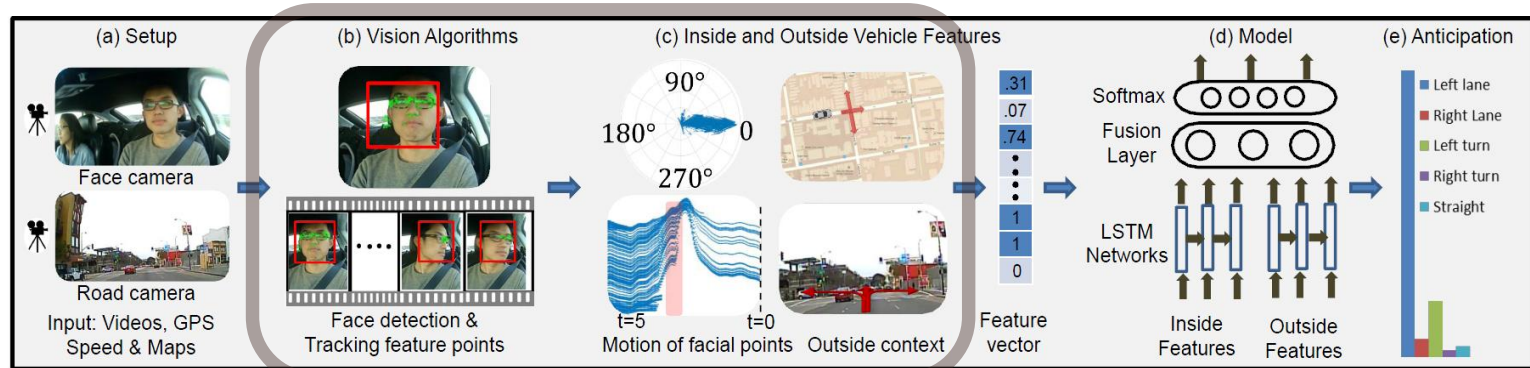 (a) Setup
Face camera
Road camera
Input: Videos, GPS
Speed & Maps
(b) Vision Algorithms
Face detection &
Tracking feature points
(c) Inside and Outside Vehicle Features
90°
180°
0
270°
t=5
t=0
Motion of facial points
Outside context
.31
.07
.74
1
1
0
Feature
vector
(d) Model
Softmax
Fusion
Layer
LSTM
Networks
Inside
Features
Outside
Features
(e) Anticipation
Left lane
Right Lane
Left turn
Right turn
Straight